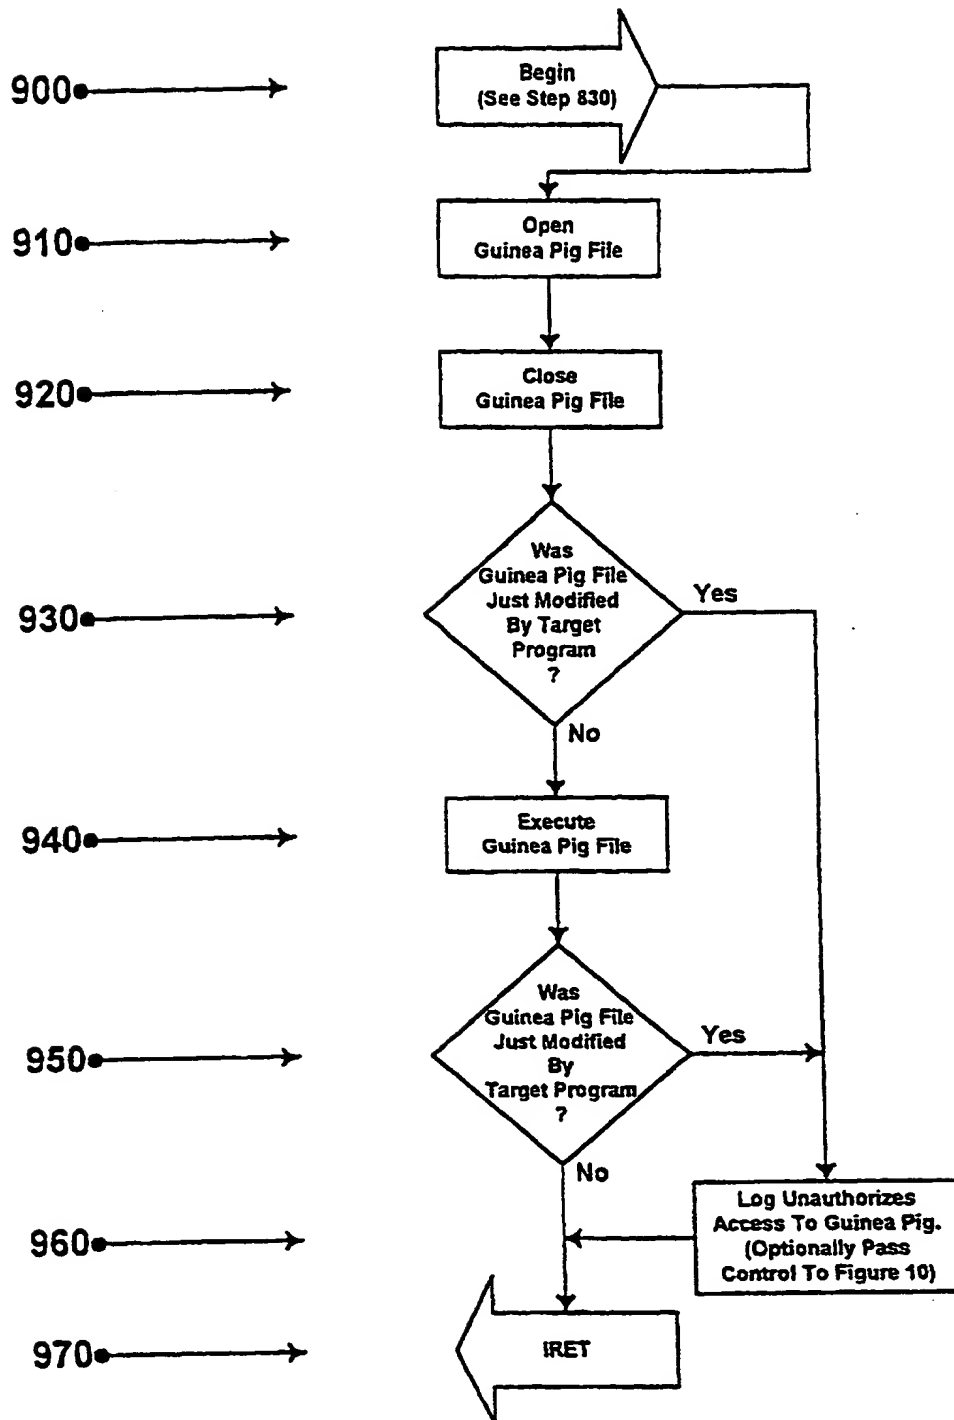 900
Begin
(See Step 830)
910
Open
Guinea Pig File
920
Close
Guinea Pig File
930
Was
Guinea Pig File
Just Modified
By Target
Program
?
Yes
No
940
Execute
Guinea Pig File
950
Was
Guinea Pig File
Just Modified
By
Target Program
?
Yes
No
960
Log Unauthorizes
Access To Guinea Pig.
(Optionally Pass
Control To Figure 10)
970
IRET